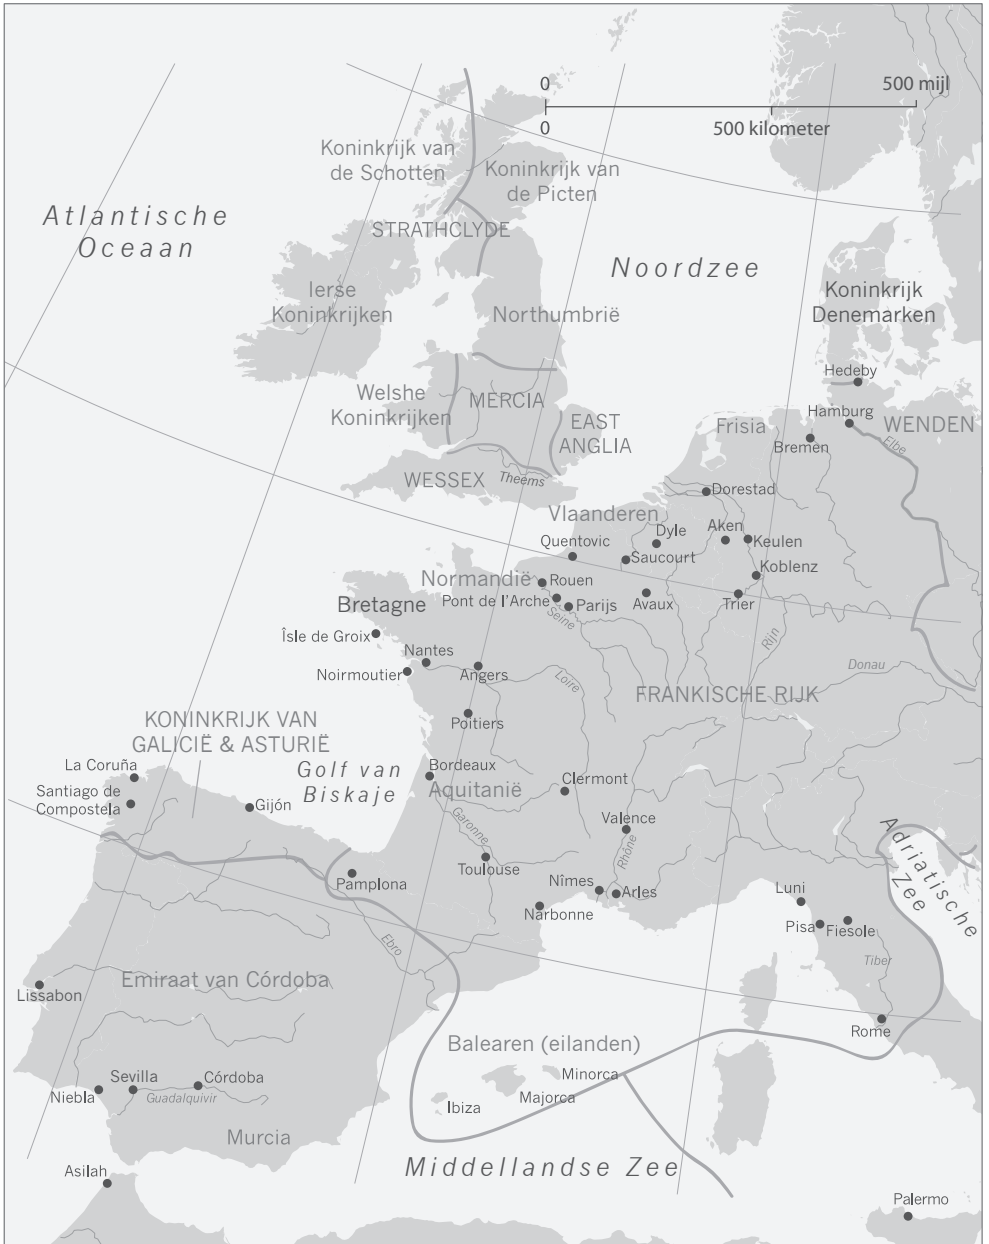 0
500 mijl
0
500 kilometer
Koninkrijk van
de Schotten
Koninkrijk van
de Picten
Atlantische
Oceaan
STRATHCLYDE
Noordzee
Ierse
Koninkrijken
Northumbrië
Koninkrijk
Denemarken
Hedeby
Welshe
Koninkrijken
MERCIA
EAST
ANGLIA
Hamburg
WENDEN
Frisia
Bremen
Elbe
WESSEX
Theems
Dorestad
Vlaanderen
Dyle
Aken
Keulen
Quentovic
Saucourt
Koblenz
Normandië
Rouen
Pont de l'Arche
Parijs
Avaux
Trier
Seine
Bretagne
Îsle de Groix
Rijn
Nantes
Noirmoutier
Angers
Loire
Donau
FRANKISCHE RIJK
Poitiers
KONINKRIJK VAN
GALICIË & ASTURIË
La Coruña
Golf van
Biskaje
Bordeaux
Clermont
Santiago de
Compostela
Gijón
Aquitanië
Garonne
Valence
Rhône
Adriatische
Zee
Toulouse
Pamplona
Nîmes
Arles
Luni
Narbonne
Pisa
Fiesole
Ebro
Tiber
Emiraat van Córdoba
Lissabon
Rome
Balearen (eilanden)
Minorca
Majorca
Ibiza
Sevilla
Córdoba
Niebla
Guadalquivir
Murcia
Middellandse Zee
Asilah
Palermo